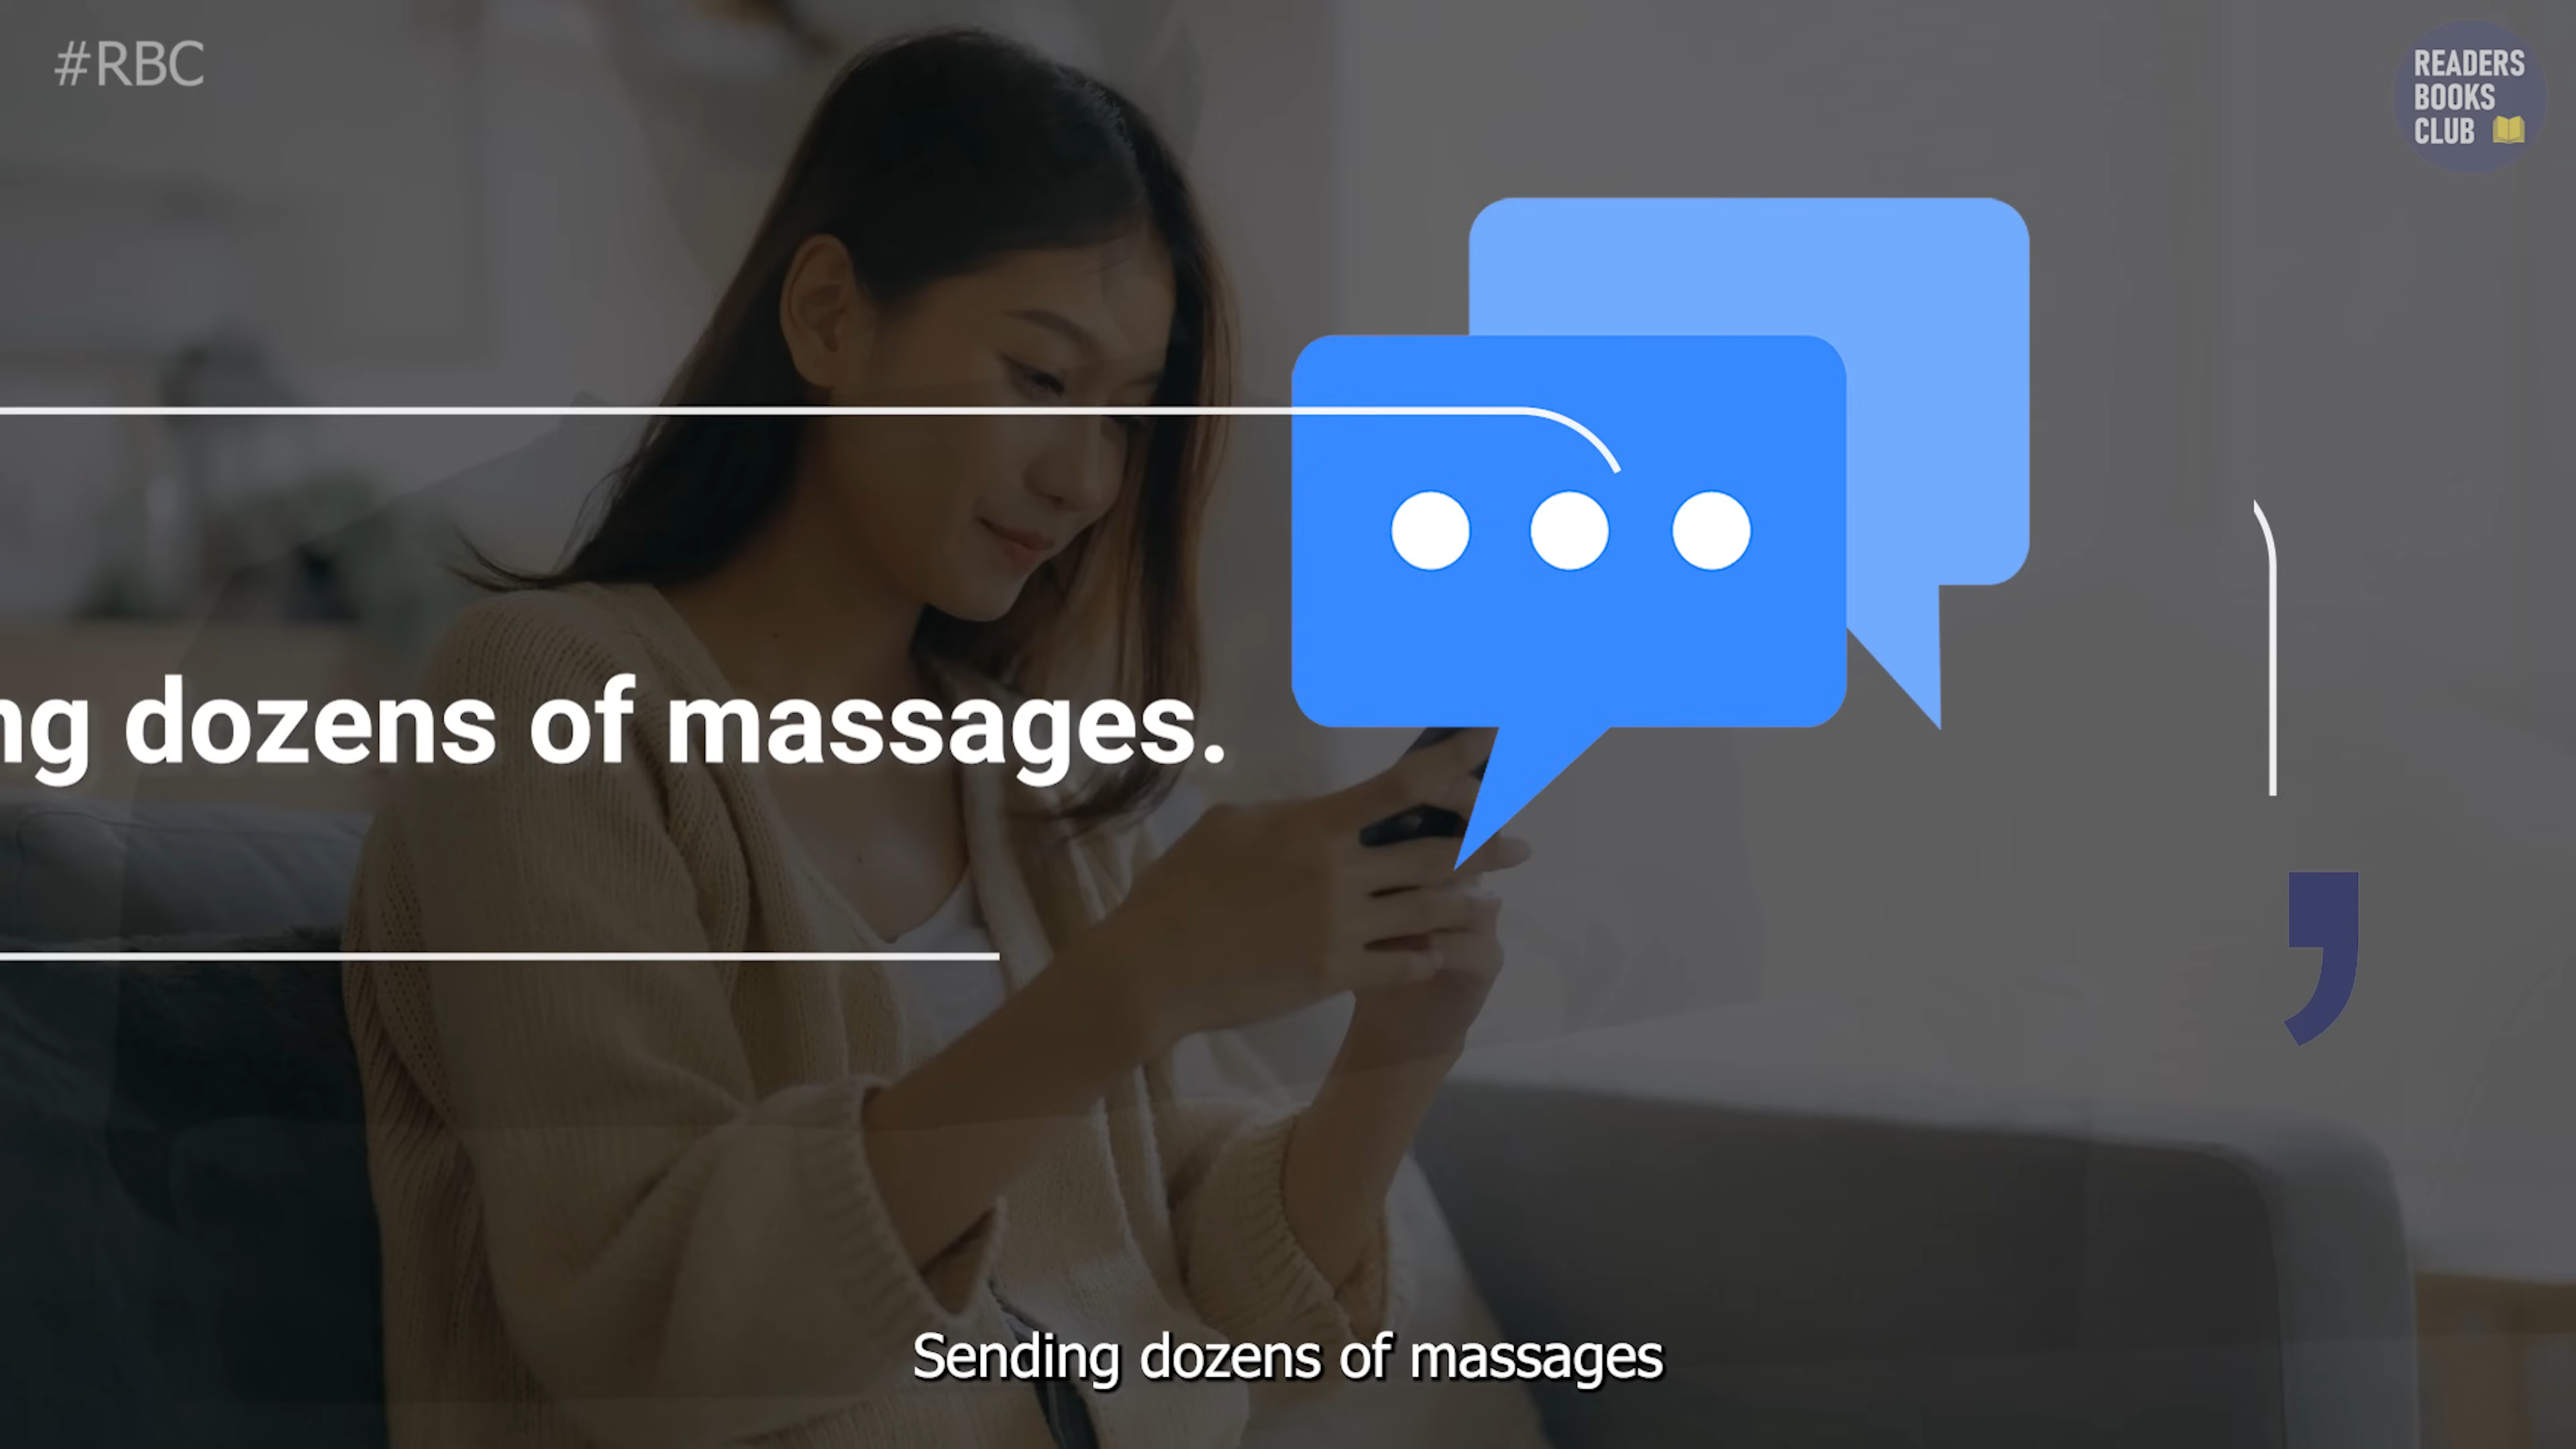 #RBC
READERS
BOOKS
CLUB
ng dozens of massages.
Sending dozens of massages